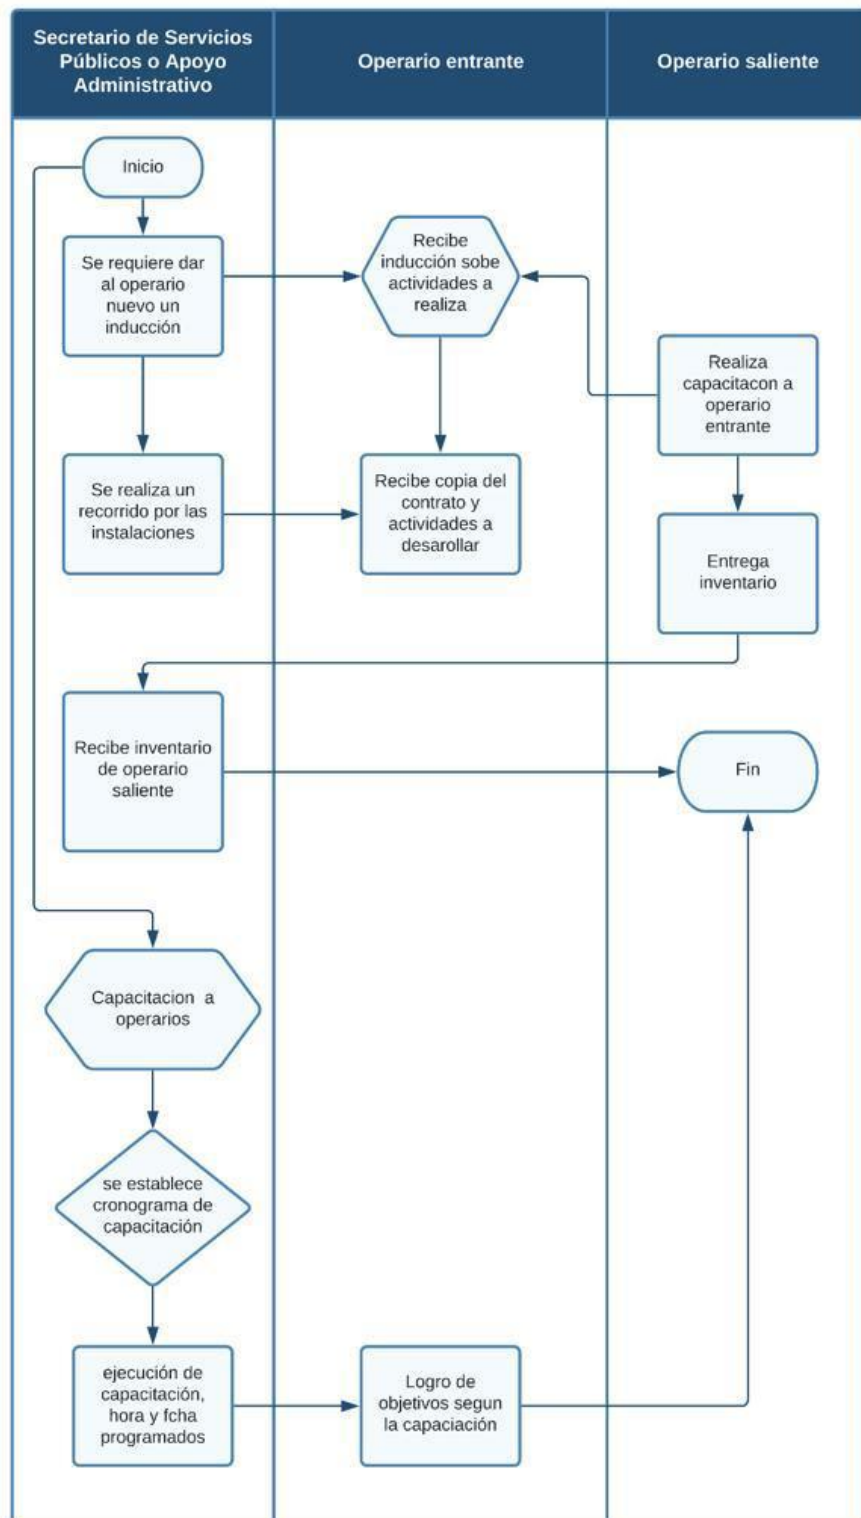 Secretario de Servicios
Públicos o Apoyo
Administrativo
Operario entrante
Operario saliente
Inicio
Se requiere dar
al operario
nuevo un
inducción
Recibe
inducción sobe
actividades a
realiza
Realiza
capacitacon a
operario
entrante
Se realiza un
recorrido por las
instalaciones
Recibe copia del
contrato y
actividades a
desarollar
Entrega
inventario
Recibe inventario
de operario
saliente
Fin
Capacitacion a
operarios
se establece
cronograma de
capacitación
ejecución de
capacitación,
hora y fcha
programados
Logro de
objetivos segun
la capaciación